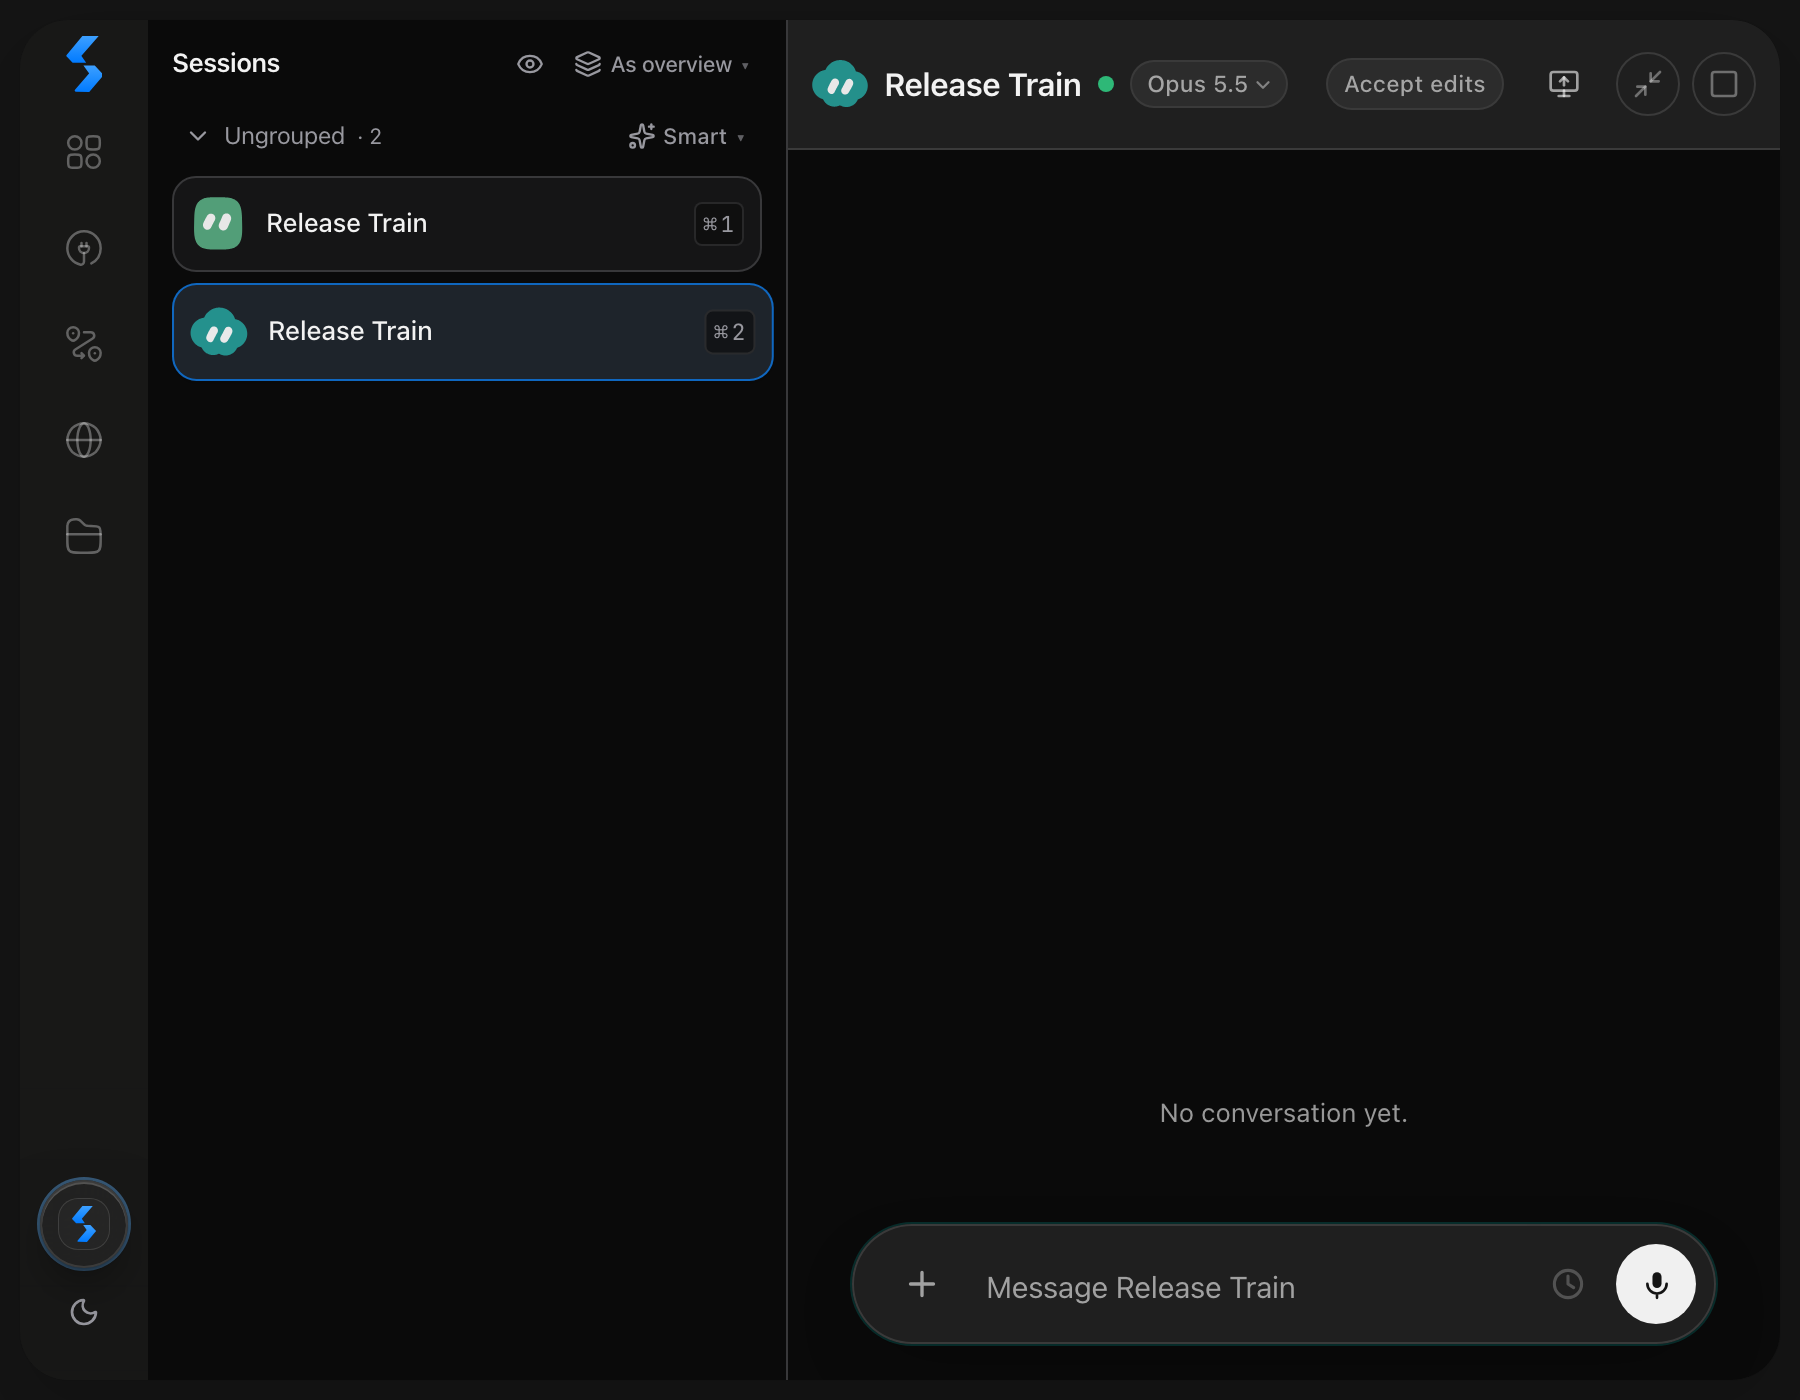 Sessions
As overview
Ungrouped · 2
Smart
Release Train
⌘1
Release Train
⌘2
Release Train
Opus 5.5
Accept edits
No conversation yet.
Message Release Train